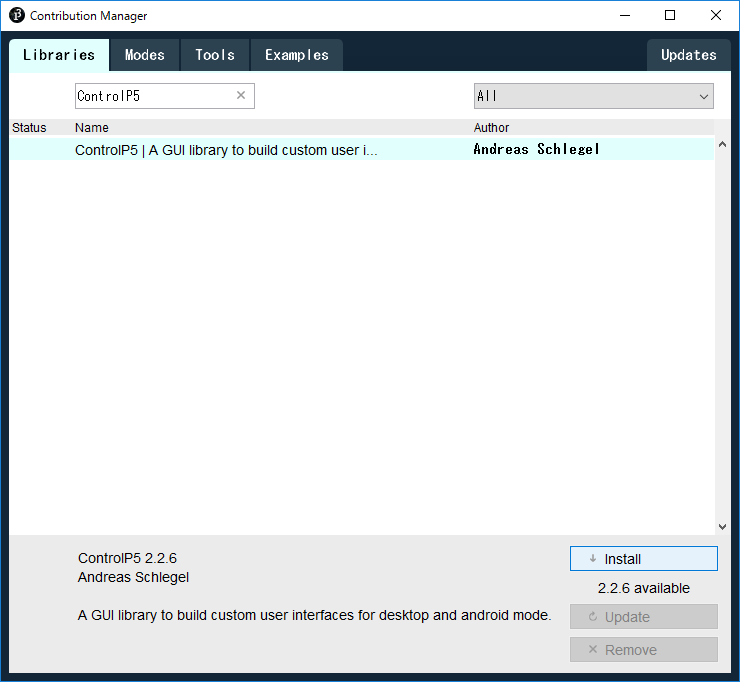 Contribution Manager
Libraries Modes Tools Examples Updates
ControlP5 All
Status Name Author
ControlP5 | A GUI library to build custom user i... Andreas Schlegel
ControlP5 2.2.6
Andreas Schlegel
A GUI library to build custom user interfaces for desktop and android mode.
Install
2.2.6 available
Update
Remove